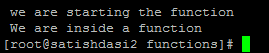 we are starting the function
We are inside a function
[root@satishdasi2 functions]#